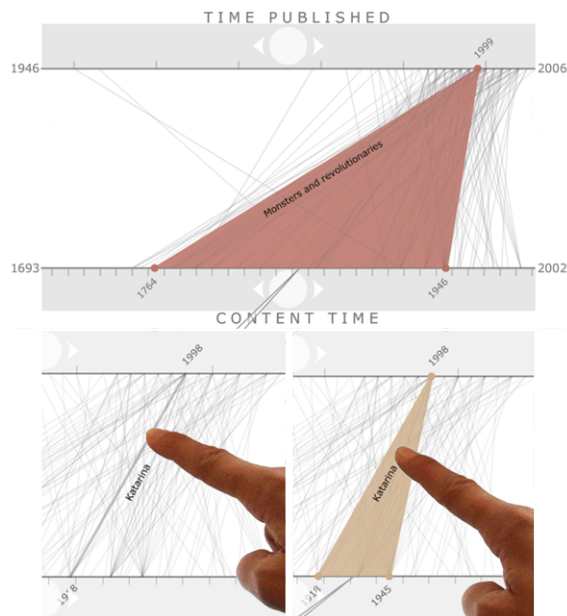 TIME PUBLISHED
1999
1946
2006
Monsters and revolutionaries
1693
2002
1764
1946
CONTENT TIME
1998
Katarina
1998
Katarina
1945